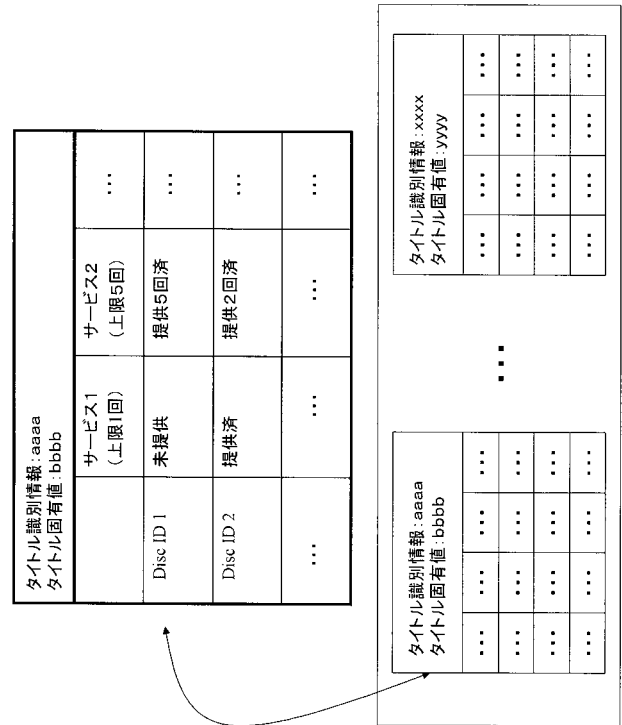 タイトル識別情報:aaaa
タイトル固有値:bbbb
サービス1 サービス2 …
(上限1回) (上限5回)
Disc ID 1 未提供 提供5回済 …
Disc ID 2 提供済 提供2回済 …
… … … …
タイトル識別情報:aaaa
タイトル固有値:bbbb
… … … …
… … … …
… … … …
… … … …
…
タイトル識別情報:xxxx
タイトル固有値:yyyy
… … … …
… … … …
… … … …
… … … …